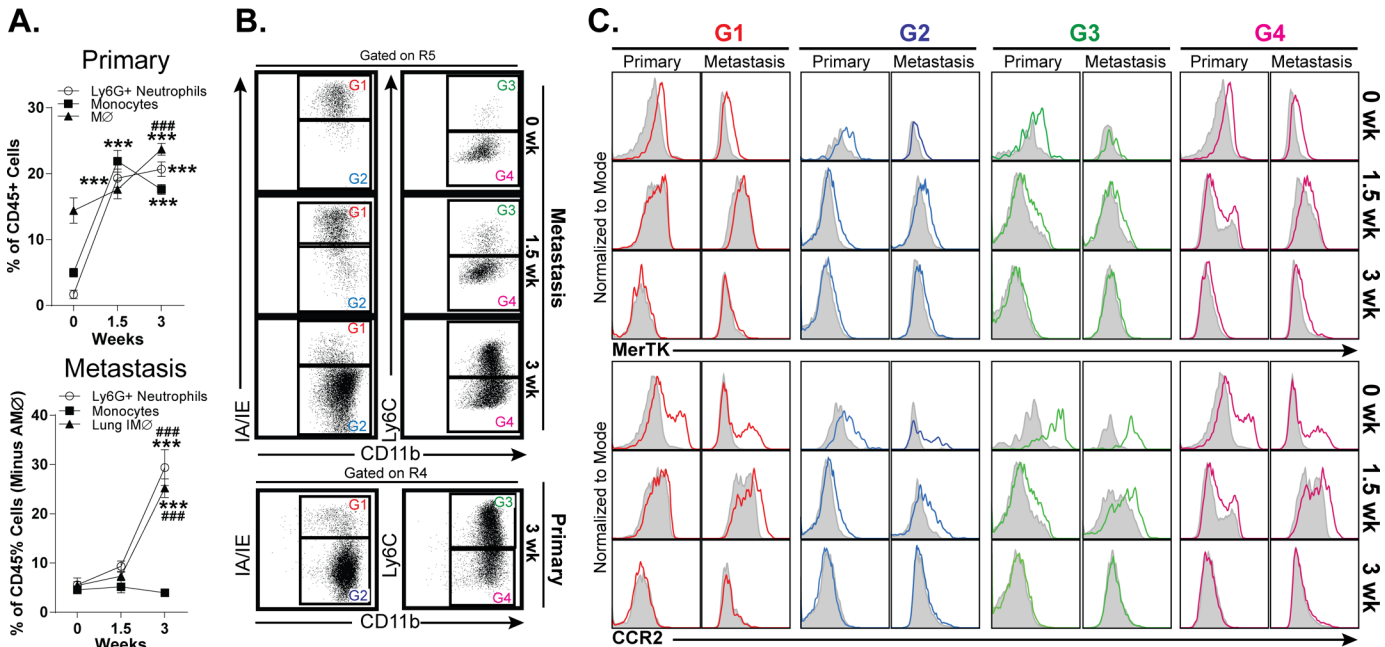 A.
Primary
Ly6G+ Neutrophils
Monocytes
MØ
% of CD45+ Cells
30
20
10
0
###
***
***
***
***
***
0 1.5 3
Weeks
Metastasis
Ly6G+ Neutrophils
Monocytes
Lung IMØ
% of CD45% Cells (Minus AMØ)
40
30
20
10
0
###
***
***
###
0 1.5 3
Weeks
B.
Gated on R5
G1 G3
G2 G4
0 wk
G1 G3
G2 G4
1.5 wk
G1
G2 G4
3 wk
Metastasis
IA/IE
Ly6C
CD11b
Gated on R4
G1 G3
G2 G4
3 wk
Primary
IA/IE
Ly6C
CD11b
C.
G1 G2 G3 G4
Primary Metastasis Primary Metastasis Primary Metastasis Primary Metastasis
Normalized to Mode
0 wk
1.5 wk
3 wk
MerTK
Normalized to Mode
0 wk
1.5 wk
3 wk
CCR2